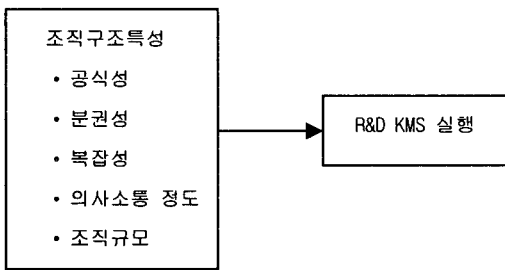 조직구조특성
• 공식성
• 분권성
• 복잡성
• 의사소통 정도
• 조직규모
R&D KMS 실행